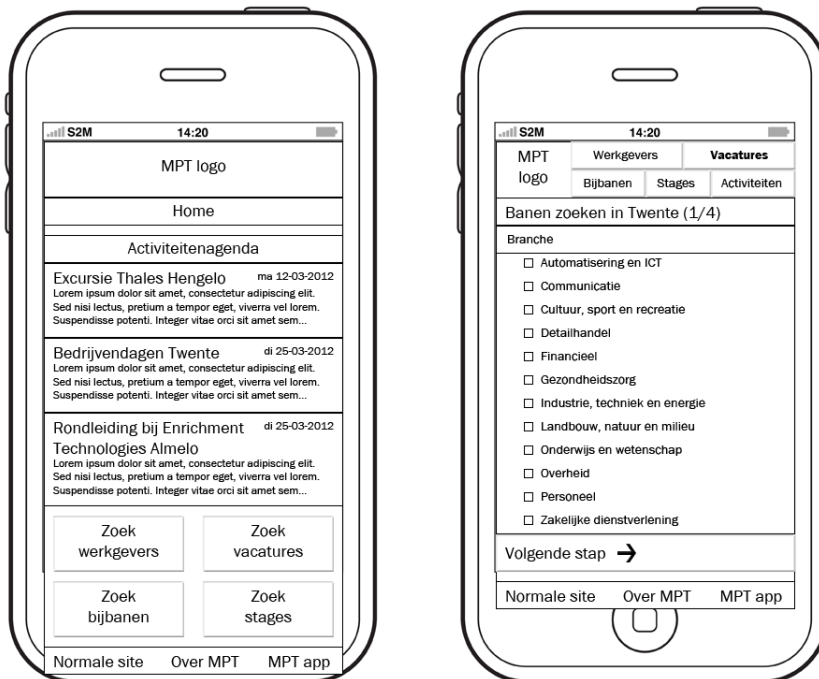 S2M 14:20
MPT logo
Home
Activiteitenagenda
Excursie Thales Hengelo ma 12-03-2012
Lorem ipsum dolor sit amet, consectetur adipiscing elit.
Sed nisi lectus, pretium a tempor eget, viverra vel lorem.
Suspendisse potenti. Integer vitae orci sit amet sem...
Bedrijvendagen Twente di 25-03-2012
Lorem ipsum dolor sit amet, consectetur adipiscing elit.
Sed nisi lectus, pretium a tempor eget, viverra vel lorem.
Suspendisse potenti. Integer vitae orci sit amet sem...
Rondleiding bij Enrichment di 25-03-2012
Technologies Almelo
Lorem ipsum dolor sit amet, consectetur adipiscing elit.
Sed nisi lectus, pretium a tempor eget, viverra vel lorem.
Suspendisse potenti. Integer vitae orci sit amet sem...
Zoek
werkgevers
Zoek
vacatures
Zoek
bijbanen
Zoek
stages
Normale site Over MPT MPT app
S2M 14:20
MPT
logo
Werkgevers Vacatures
Bijbanen Stages Activiteiten
Banen zoeken in Twente (1/4)
Branche
Automatisering en ICT
Communicatie
Cultuur, sport en recreatie
Detailhandel
Financieel
Gezondheidszorg
Industrie, techniek en energie
Landbouw, natuur en milieu
Onderwijs en wetenschap
Overheid
Personeel
Zakelijke dienstverlening
Volgende stap →
Normale site Over MPT MPT app